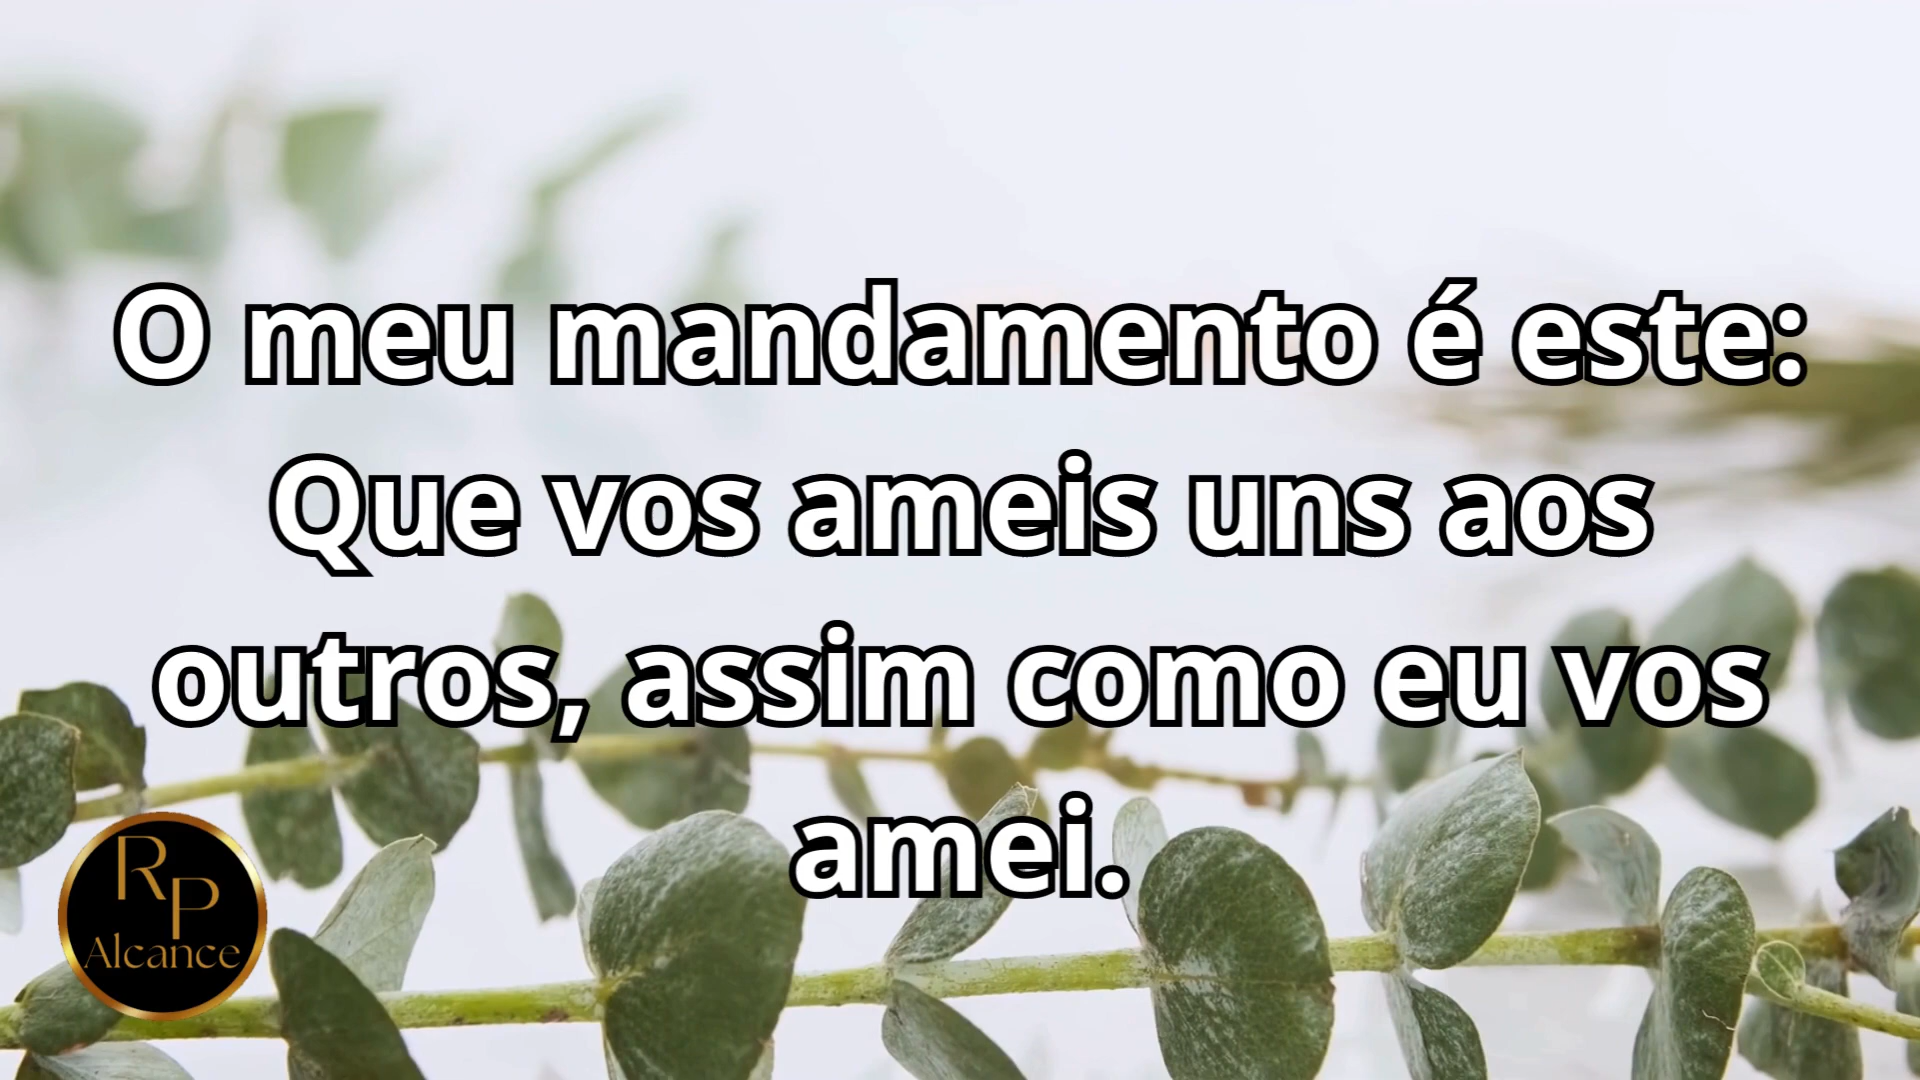 O meu mandamento é este:
Que vos ameis uns aos
outros, assim como eu vos
amei.
RP
Alcance